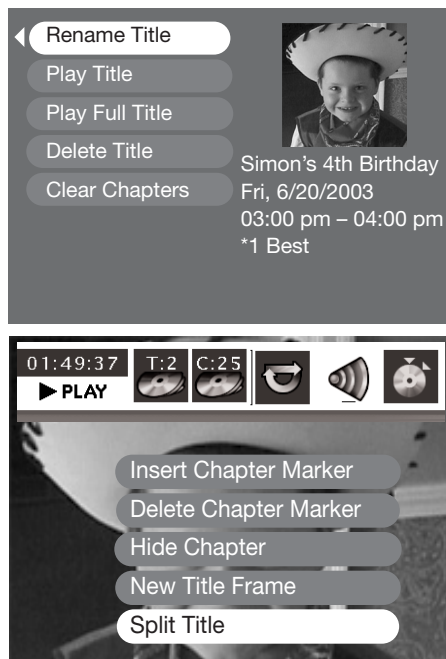 Rename Title
Play Title
Play Full Title
Delete Title
Clear Chapters
Simon's 4th Birthday
Fri, 6/20/2003
03:00 pm – 04:00 pm
*1 Best
01:49:37
PLAY
T:2
C:25
Insert Chapter Marker
Delete Chapter Marker
Hide Chapter
New Title Frame
Split Title